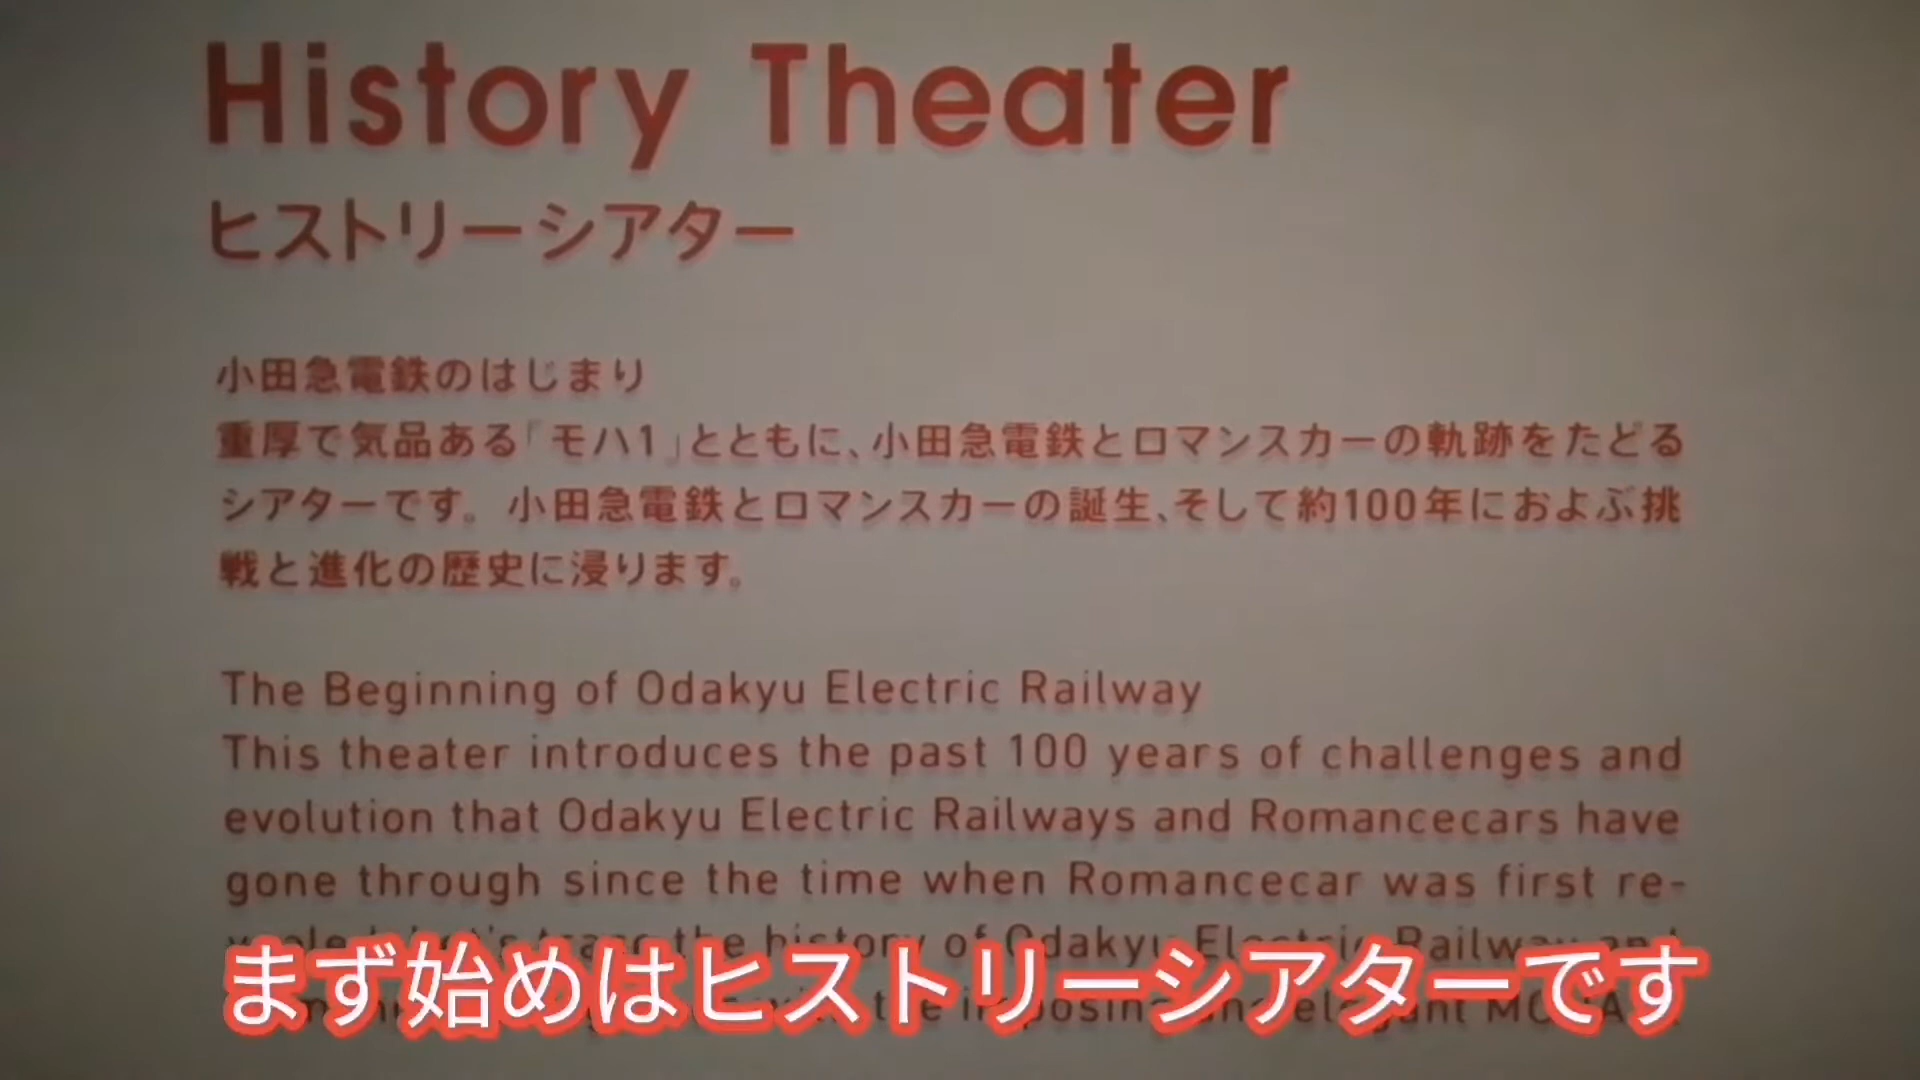 History Theater
ヒストリーシアター
小田急電鉄のはじまり
重厚で気品ある「モハ1」とともに、小田急電鉄とロマンスカーの軌跡をたどる
シアターです。小田急電鉄とロマンスカーの誕生、そして約100年におよぶ挑
戦と進化の歴史に浸ります。
The Beginning of Odakyu Electric Railway
This theater introduces the past 100 years of challenges and
evolution that Odakyu Electric Railways and Romancecars have
gone through since the time when Romancecar was first re-
the history of Odakyu Electric Railway and
まず始めはヒストリーシアターです